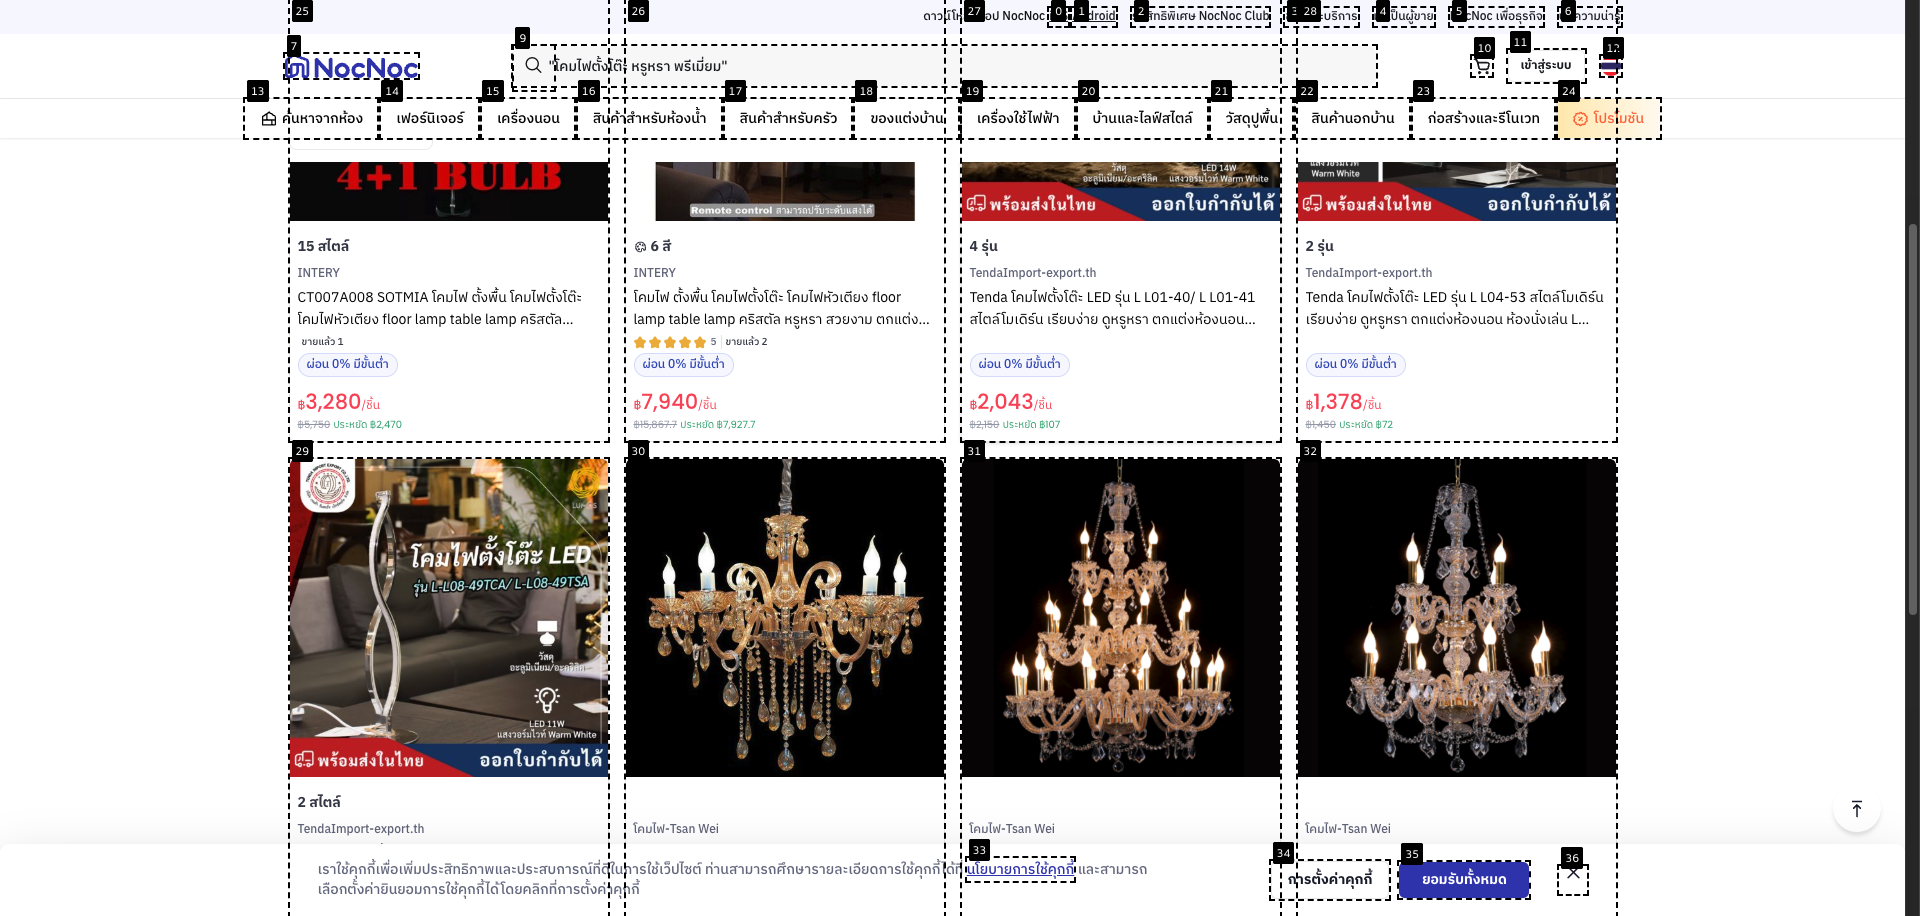 25
26
ดาวน์โห
27
อป NocNoc
0
1
droid
2
สิทธิพิเศษ NocNoc Club
3
28
ะบริการ
4
เป็นผู้ขาย
5
cNoc เพื่อธุรกิจ
6
ความน่ารู้
7
NocNoc
9
"โคมไฟตั้งโต๊ะ หรูหรา พรีเมี่ยม"
10
11
เข้าสู่ระบบ
12
13
ค้นหาจากห้อง
14
เฟอร์นิเจอร์
15
เครื่องนอน
16
สินค้าสำหรับห้องน้ำ
17
สินค้าสำหรับครัว
18
ของแต่งบ้าน
19
เครื่องใช้ไฟฟ้า
20
บ้านและไลฟ์สไตล์
21
วัสดุปูพื้น
22
สินค้านอกบ้าน
23
ก่อสร้างและรีโนเวท
24
โปรโมชัน
4+1 BULB
Remote control สามารถปรับระดับแสงได้
วัสดุ
อะลูมิเนียม/อะคริลิค
LED 14W
แสงวอร์มไวท์ Warm White
พร้อมส่งในไทย
ออกใบกำกับได้
แสงวอร์มไวท์
Warm White
พร้อมส่งในไทย
ออกใบกำกับได้
15 สไตล์
INTERY
CT007A008 SOTMIA โคมไฟ ตั้งพื้น โคมไฟตั้งโต๊ะ
โคมไฟหัวเตียง floor lamp table lamp คริสตัล...
ขายแล้ว 1
ผ่อน 0% มีขั้นต่ำ
฿3,280/ชิ้น
฿5,750 ประหยัด ฿2,470
6 สี
INTERY
โคมไฟ ตั้งพื้น โคมไฟตั้งโต๊ะ โคมไฟหัวเตียง floor
lamp table lamp คริสตัล หรูหรา สวยงาม ตกแต่ง...
5
ขายแล้ว 2
ผ่อน 0% มีขั้นต่ำ
฿7,940/ชิ้น
฿15,867.7 ประหยัด ฿7,927.7
4 รุ่น
TendaImport-export.th
Tenda โคมไฟตั้งโต๊ะ LED รุ่น L L01-40/ L L01-41
สไตล์โมเดิร์น เรียบง่าย ดูหรูหรา ตกแต่งห้องนอน...
ผ่อน 0% มีขั้นต่ำ
฿2,043/ชิ้น
฿2,150 ประหยัด ฿107
2 รุ่น
TendaImport-export.th
Tenda โคมไฟตั้งโต๊ะ LED รุ่น L L04-53 สไตล์โมเดิร์น
เรียบง่าย ดูหรูหรา ตกแต่งห้องนอน ห้องนั่งเล่น L...
ผ่อน 0% มีขั้นต่ำ
฿1,378/ชิ้น
฿1,450 ประหยัด ฿72
29
30
31
32
โคมไฟตั้งโต๊ะ LED
รุ่น L-L08-49TCA/ L-L08-49TSA
วัสดุ
อะลูมิเนียม/อะคริลิค
LED 11W
แสงวอร์มไวท์ Warm White
พร้อมส่งในไทย
ออกใบกำกับได้
2 สไตล์
TendaImport-export.th
โคมไฟ-Tsan Wei
โคมไฟ-Tsan Wei
โคมไฟ-Tsan Wei
เราใช้คุกกี้เพื่อเพิ่มประสิทธิภาพและประสบการณ์ที่ดีในการใช้เว็บไซต์ ท่านสามารถศึกษารายละเอียดการใช้คุกกี้ได้ที่ นโยบายการใช้คุกกี้ และสามารถ
เลือกตั้งค่ายินยอมการใช้คุกกี้ได้โดยคลิกที่การตั้งค่าคุกกี้
33
34
การตั้งค่าคุกกี้
35
ยอมรับทั้งหมด
36